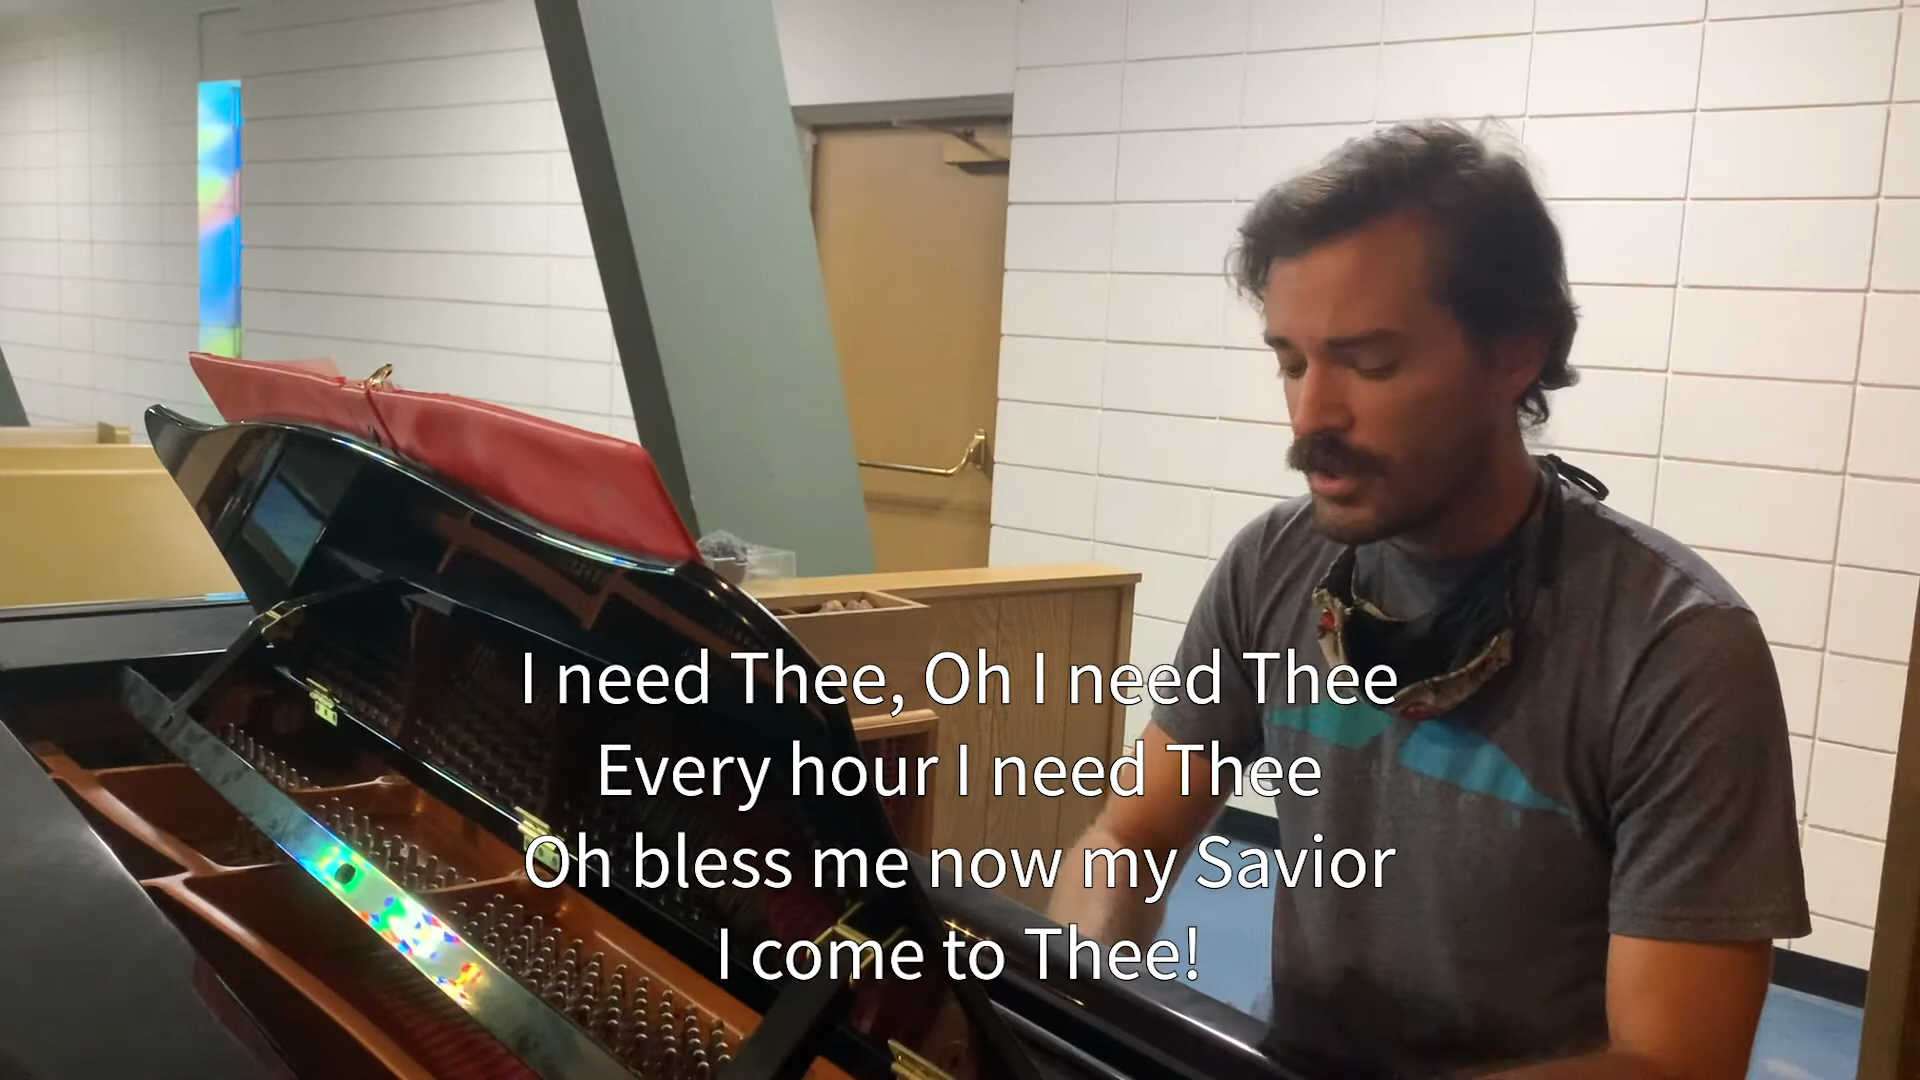 I need Thee, Oh I need Thee
Every hour I need Thee
Oh bless me now my Savior
I come to Thee!